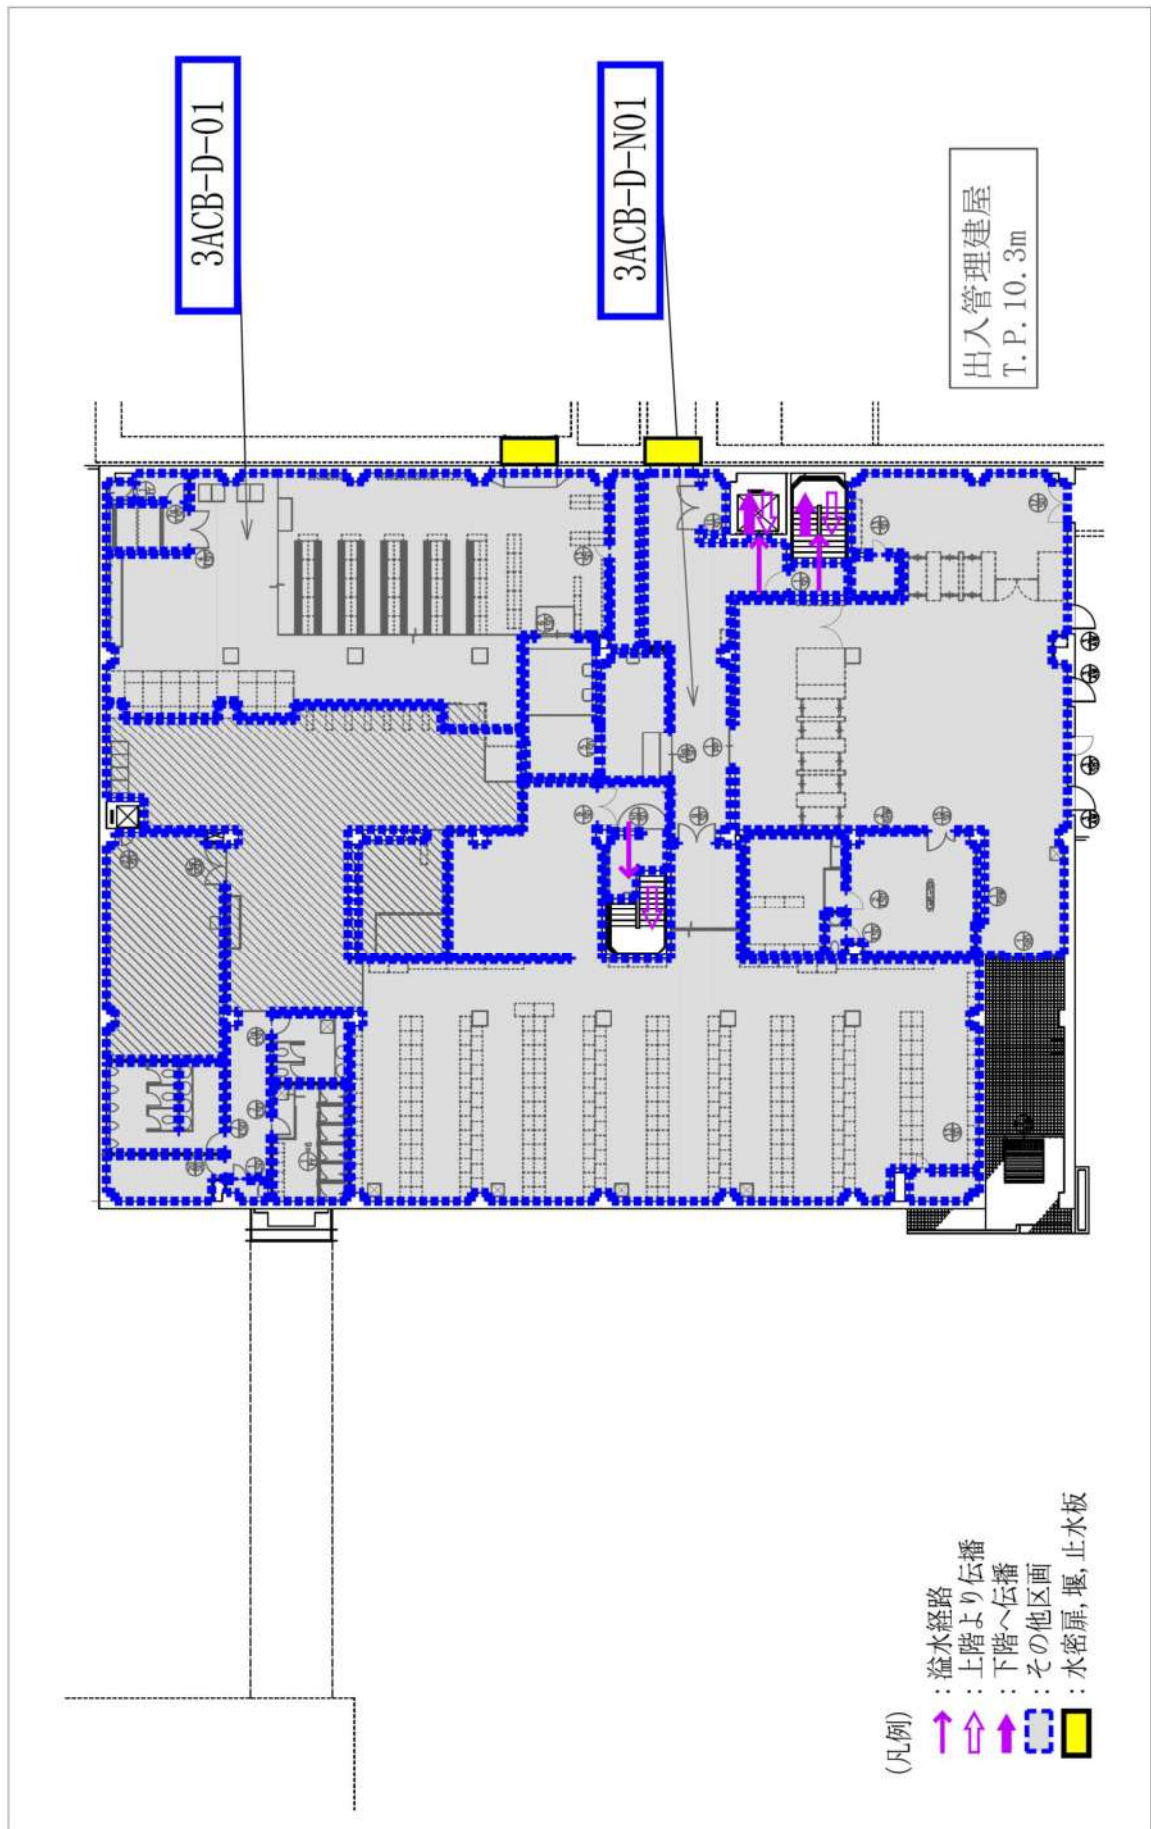 3ACB-D-01
3ACB-D-N01
出入管理建屋
T.P.10.3m
(凡例)
:溢水経路
:上階より伝播
:下階へ伝播
:その他区画
:水密扉,堰,止水板